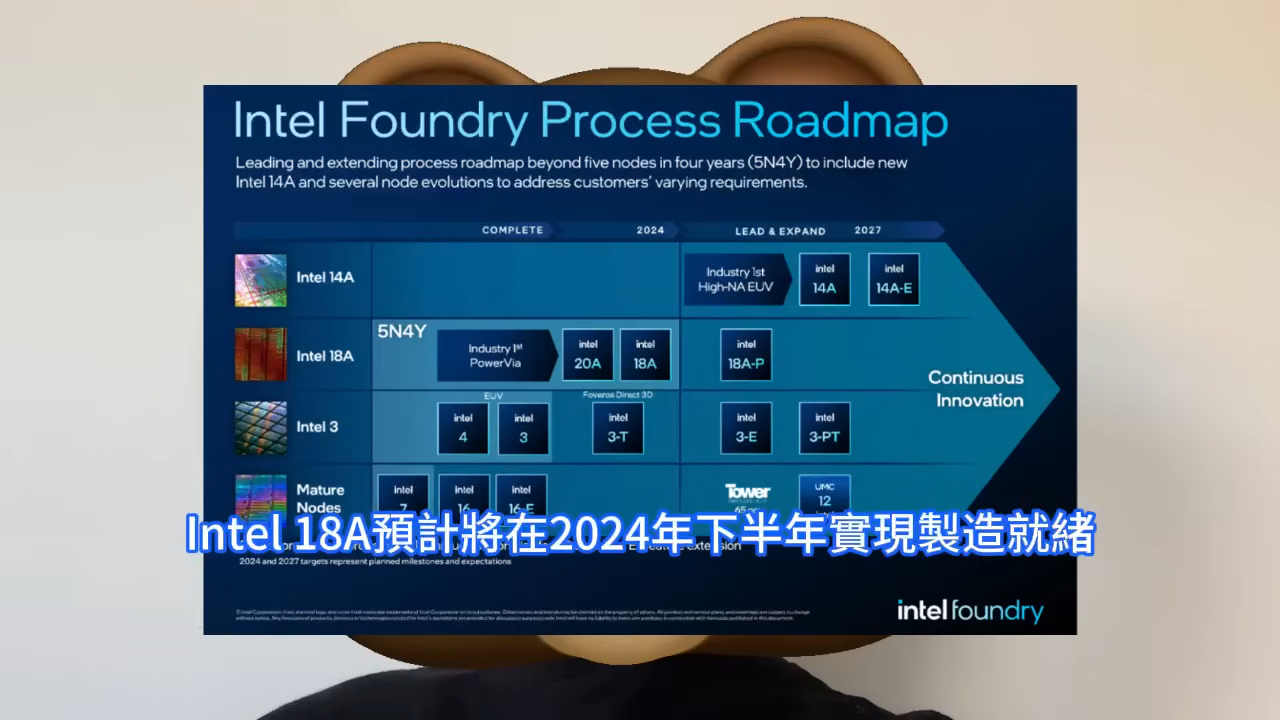 Intel Foundry Process Roadmap
Leading and extending process roadmap beyond five nodes in four years (5N4Y) to include new
Intel 14A and several node evolutions to address customers' varying requirements.
COMPLETE 2024 LEAD & EXPAND 2027
Intel 14A
Industry 1st
High-NA EUV
intel
14A
intel
14A-E
Intel 18A
5N4Y
Industry 1st
PowerVia
intel
20A
intel
18A
intel
18A-P
Continuous
Innovation
Intel 3
EUV
intel
4
intel
3
Foveros Direct 3D
intel
3-T
intel
3-E
intel
3-PT
Mature
Nodes
intel
7
intel
16
intel
16-E
Tower
65nm
UMC
12
Intel 18A預計將在2024年下半年實現製造就緒
extension
2024 and 2027 targets represent planned milestones and expectations
intel foundry